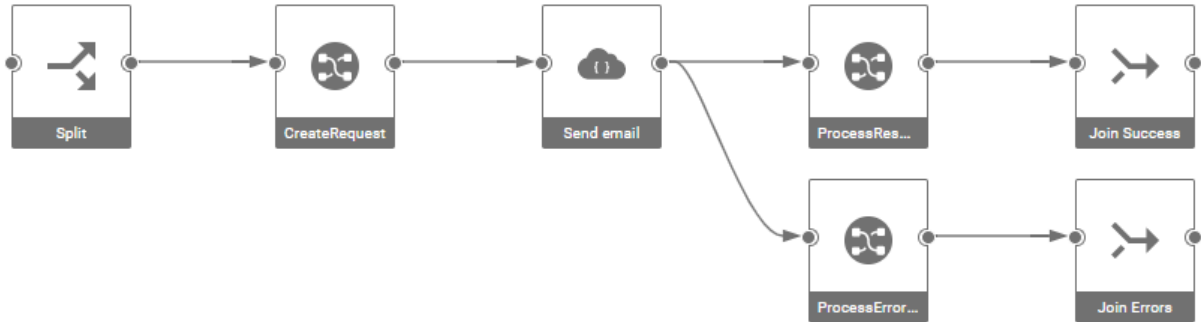 Split
CreateRequest
{ }
Send email
ProcessRes...
Join Success
ProcessError...
Join Errors